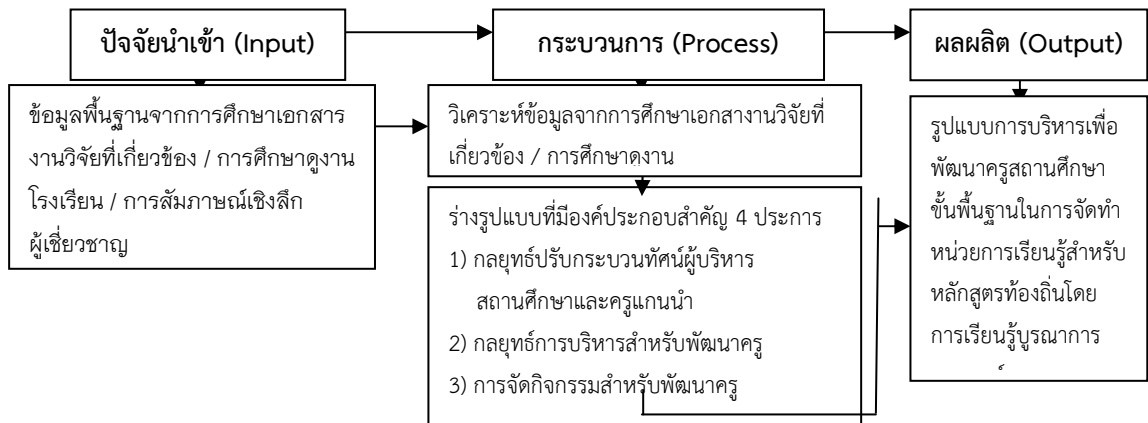 ปัจจัยนำเข้า (Input)
กระบวนการ (Process)
ผลผลิต (Output)
ข้อมูลพื้นฐานจากการศึกษาเอกสาร
งานวิจัยที่เกี่ยวข้อง / การศึกษาดูงาน
โรงเรียน / การสัมภาษณ์เชิงลึก
ผู้เชี่ยวชาญ
วิเคราะห์ข้อมูลจากการศึกษาเอกสางานวิจัยที่
เกี่ยวข้อง / การศึกษาดูงาน
ร่างรูปแบบที่มีองค์ประกอบสำคัญ 4 ประการ
1) กลยุทธ์ปรับกระบวนทัศน์ผู้บริหาร
สถานศึกษาและครูแกนนำ
2) กลยุทธ์การบริหารสำหรับพัฒนาครู
3) การจัดกิจกรรมสำหรับพัฒนาครู
รูปแบบการบริหารเพื่อ
พัฒนาครูสถานศึกษา
ขั้นพื้นฐานในการจัดทำ
หน่วยการเรียนรู้สำหรับ
หลักสูตรท้องถิ่นโดย
การเรียนรู้บูรณาการ